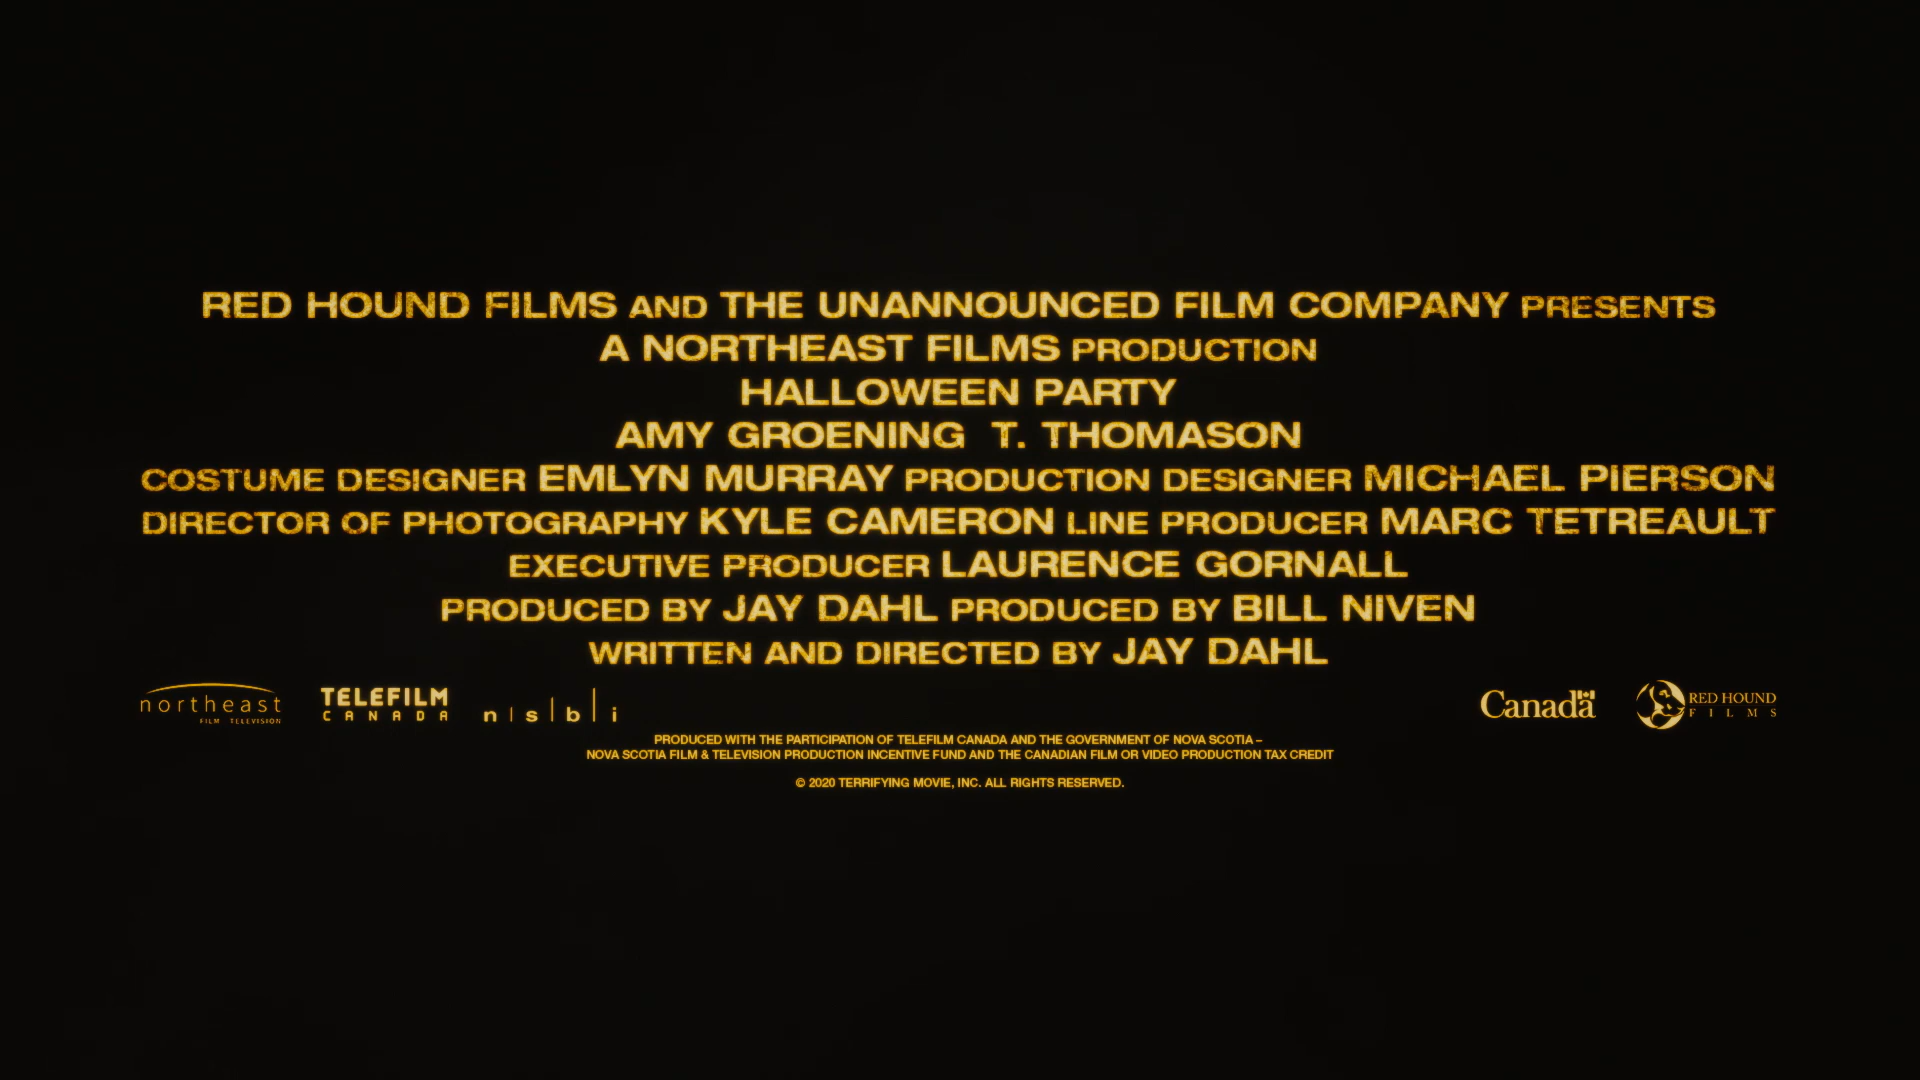 RED HOUND FILMS AND THE UNANNOUNCED FILM COMPANY PRESENTS
A NORTHEAST FILMS PRODUCTION
HALLOWEEN PARTY
AMY GROENING T. THOMASON
COSTUME DESIGNER EMLYN MURRAY PRODUCTION DESIGNER MICHAEL PIERSON
DIRECTOR OF PHOTOGRAPHY KYLE CAMERON LINE PRODUCER MARC TETREAULT
EXECUTIVE PRODUCER LAURENCE GORNALL
PRODUCED BY JAY DAHL PRODUCED BY BILL NIVEN
WRITTEN AND DIRECTED BY JAY DAHL
northeast
FILM TELEVISION
TELEFILM
CANADA
n|s|b|i
Canada
RED HOUND
FILMS
PRODUCED WITH THE PARTICIPATION OF TELEFILM CANADA AND THE GOVERNMENT OF NOVA SCOTIA –
NOVA SCOTIA FILM & TELEVISION PRODUCTION INCENTIVE FUND AND THE CANADIAN FILM OR VIDEO PRODUCTION TAX CREDIT
© 2020 TERRIFYING MOVIE, INC. ALL RIGHTS RESERVED.